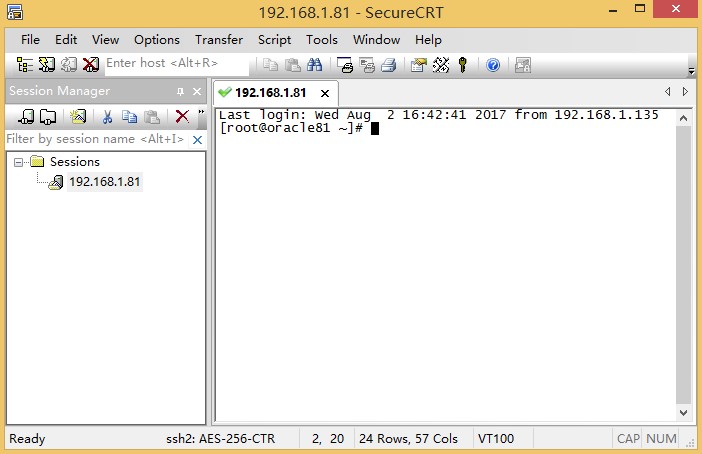 192.168.1.81 - SecureCRT
File Edit View Options Transfer Script Tools Window Help
Enter host <Alt+R>
Session Manager
192.168.1.81
Filter by session name <Alt+I>
Sessions
192.168.1.81
Last login: Wed Aug  2 16:42:41 2017 from 192.168.1.135
[root@oracle81 ~]#
Ready ssh2: AES-256-CTR 2, 20 24 Rows, 57 Cols VT100 CAP NUM